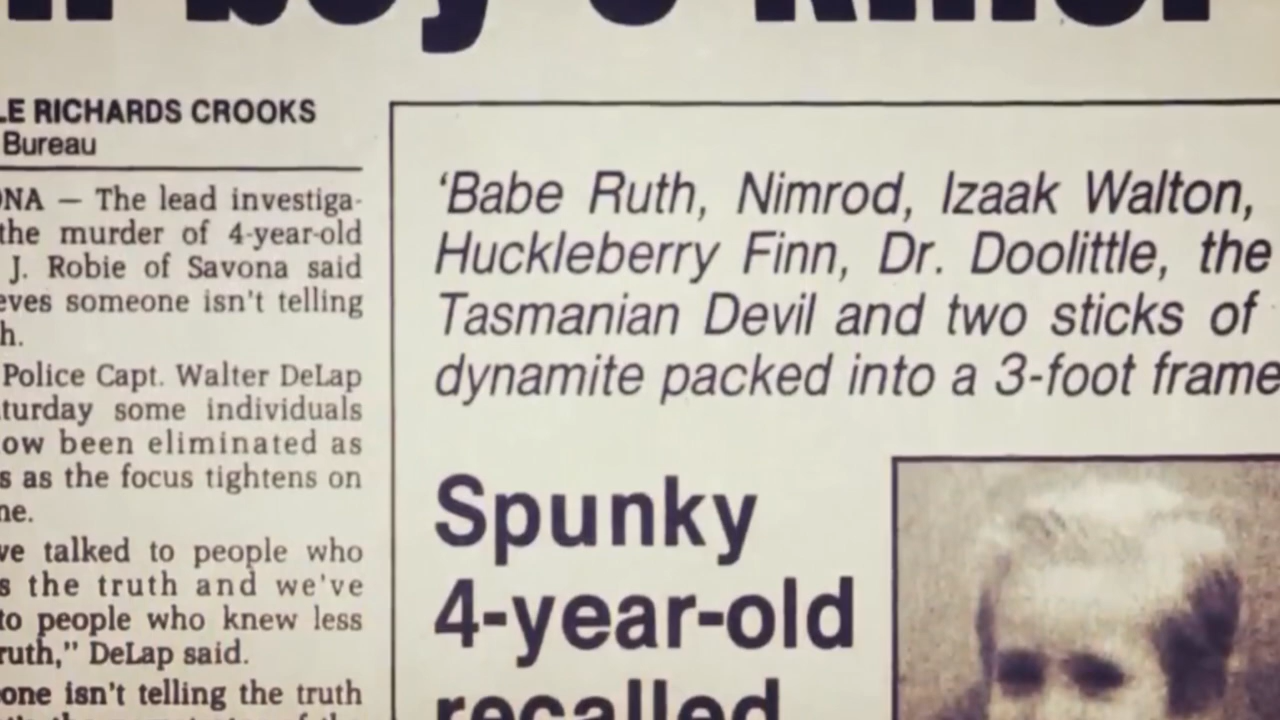 boy's killer
LE RICHARDS CROOKS
Bureau
NA — The lead investiga-
the murder of 4-year-old
J. Robie of Savona said
eves someone isn't telling
h.
Police Capt. Walter DeLap
turday some individuals
ow been eliminated as
s as the focus tightens on
ne.
ve talked to people who
s the truth and we've
to people who knew less
ruth," DeLap said.
one isn't telling the truth
'Babe Ruth, Nimrod, Izaak Walton,
Huckleberry Finn, Dr. Doolittle, the
Tasmanian Devil and two sticks of
dynamite packed into a 3-foot frame
Spunky
4-year-old
recalled